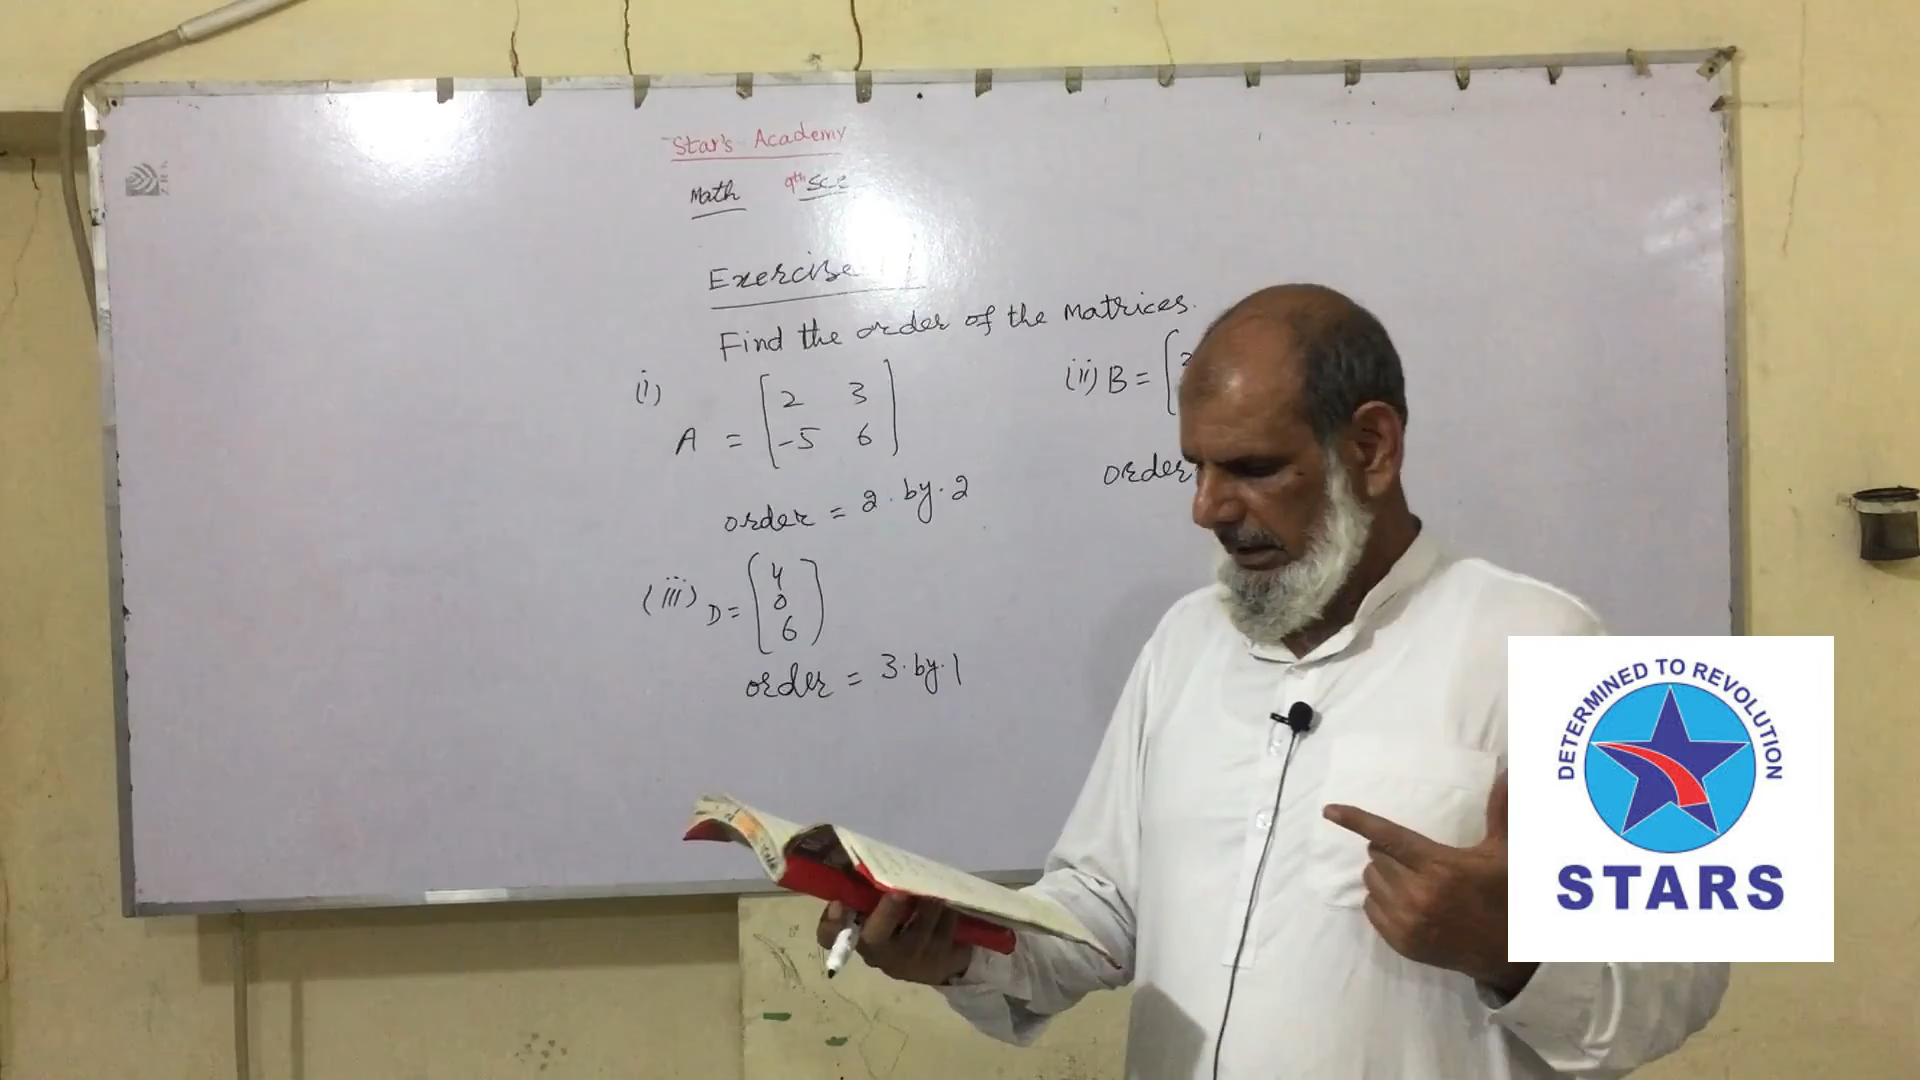 Star's Academy
Math 9th
Exercise
Find the order of the Matrices.
(i)
A = [ 2 3
-5 6 ]
order = 2.by.2
(ii) B = [ 2
order
(iii) D = [ 4
0
6 ]
order = 3.by.1
DETERMINED TO REVOLUTION
STARS